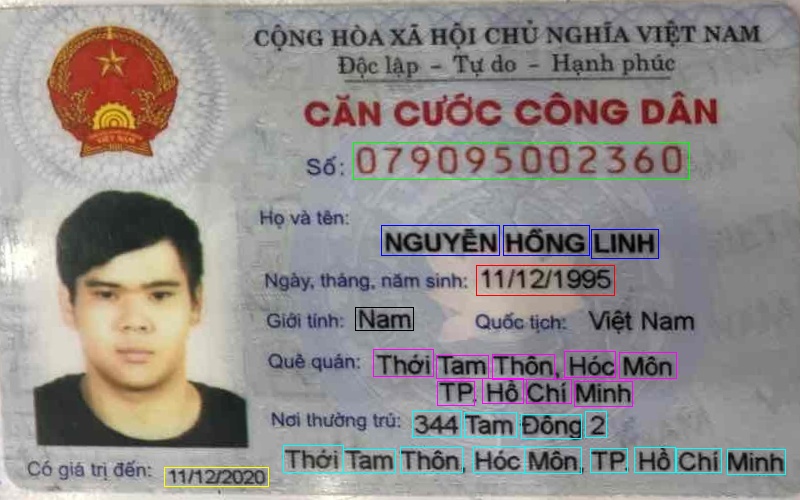 CỘNG HÒA XÃ HỘI CHỦ NGHĨA VIỆT NAM
Độc lập - Tự do - Hạnh phúc
CĂN CƯỚC CÔNG DÂN
Số: 079095002360
Họ và tên:
NGUYỄN HỒNG LINH
Ngày, tháng, năm sinh: 11/12/1995
Giới tính: Nam Quốc tịch: Việt Nam
Quê quán: Thới Tam Thôn, Hóc Môn
TP. Hồ Chí Minh
Nơi thường trú: 344 Tam Đông 2
Thới Tam Thôn, Hóc Môn, TP. Hồ Chí Minh
Có giá trị đến: 11/12/2020
VIỆT NAM